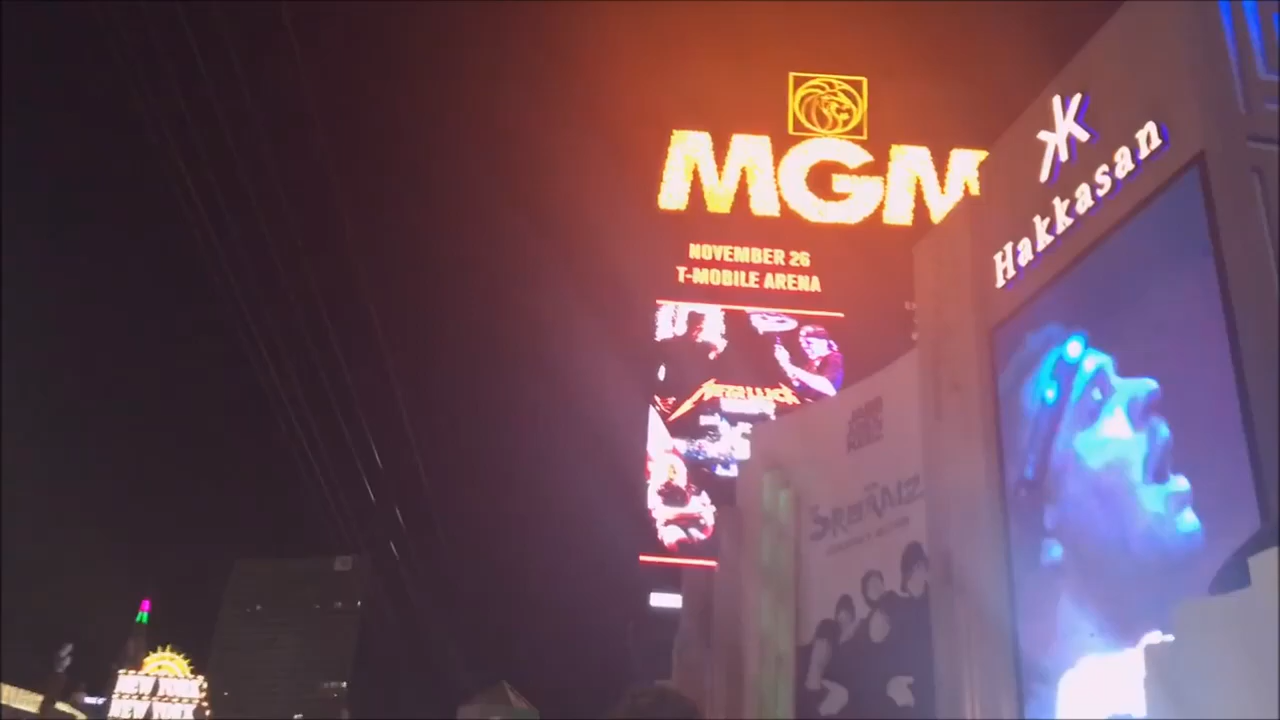 MGM
NOVEMBER 26
T-MOBILE ARENA
METALLICA
Hakkasan
NEW YORK
NEW YORK